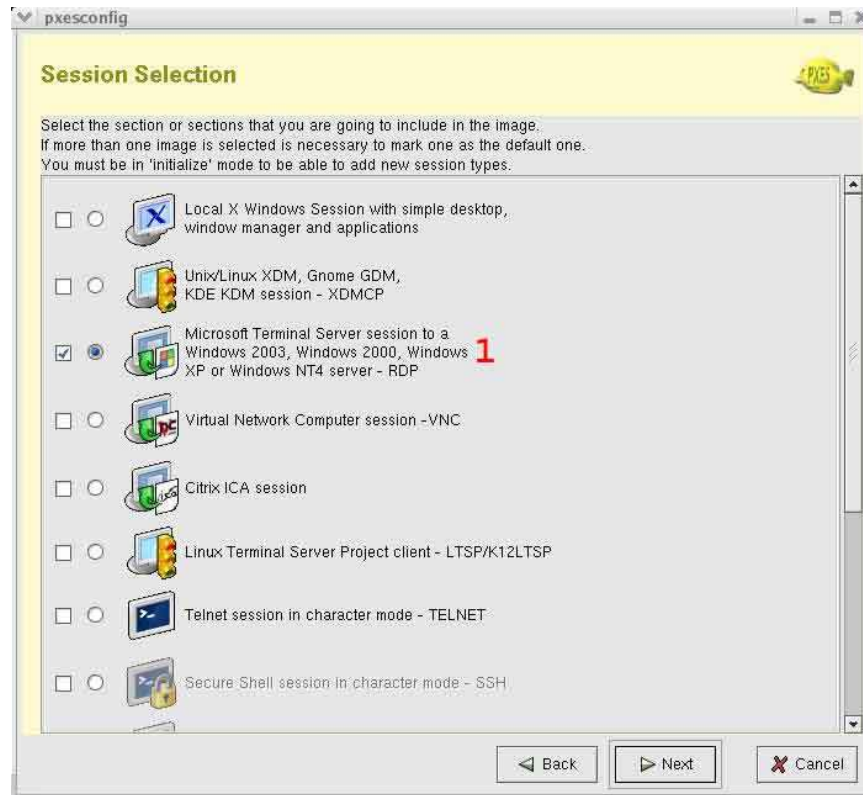 pxesconfig
Session Selection
PXES
Select the section or sections that you are going to include in the image.
If more than one image is selected is necessary to mark one as the default one.
You must be in 'initialize' mode to be able to add new session types.
Local X Windows Session with simple desktop,
window manager and applications
Unix/Linux XDM, Gnome GDM,
KDE KDM session - XDMCP
Microsoft Terminal Server session to a
Windows 2003, Windows 2000, Windows
XP or Windows NT4 server - RDP
1
Virtual Network Computer session -VNC
Citrix ICA session
Linux Terminal Server Project client - LTSP/K12LTSP
Telnet session in character mode - TELNET
Secure Shell session in character mode - SSH
Back
Next
Cancel